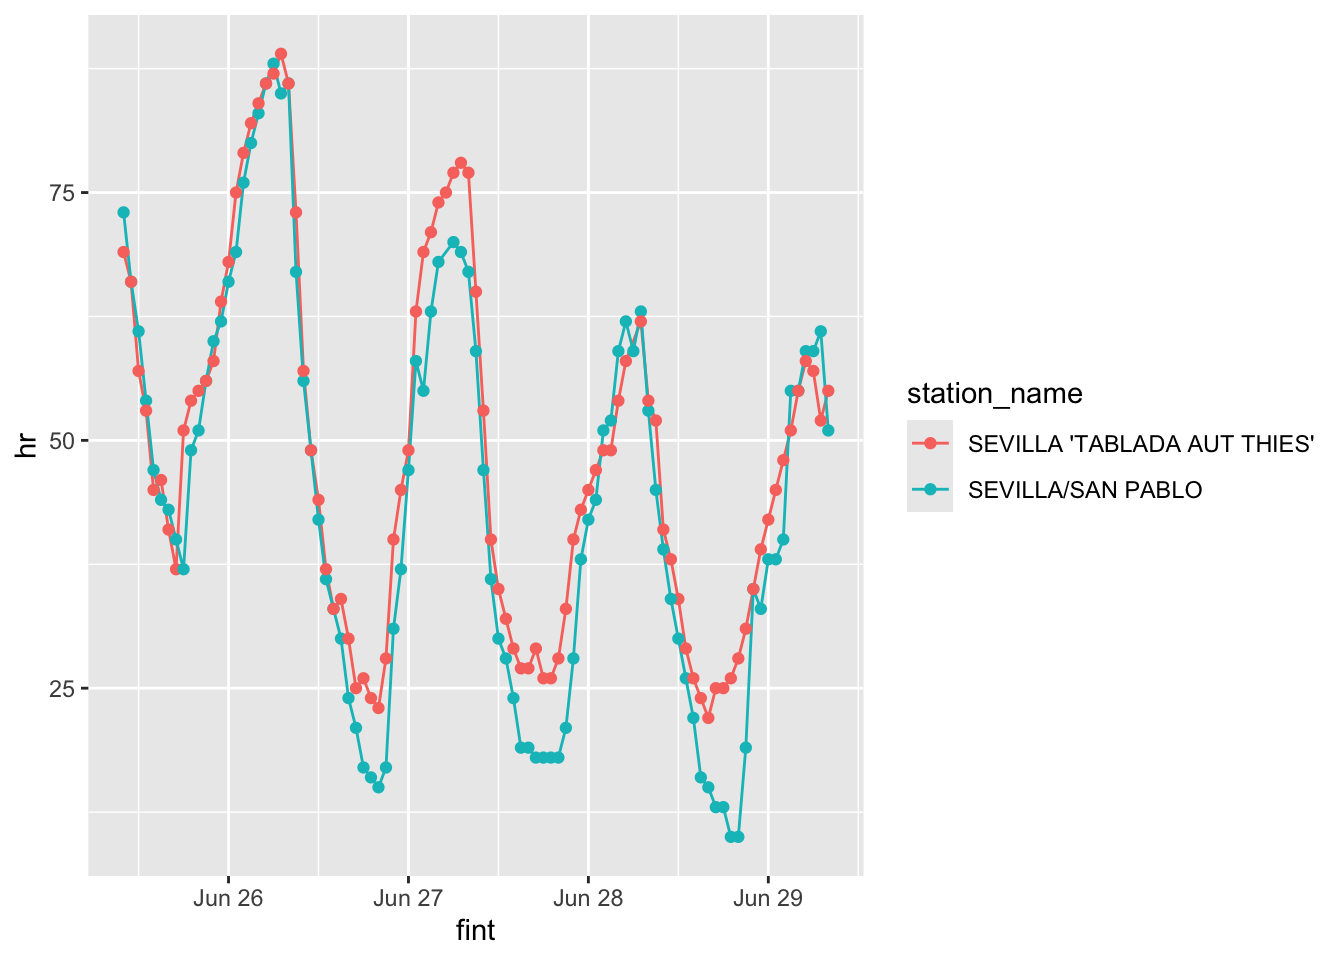 75
50
25
hr
Jun 26
Jun 27
Jun 28
Jun 29
fint
station_name
SEVILLA 'TABLADA AUT THIES'
SEVILLA/SAN PABLO